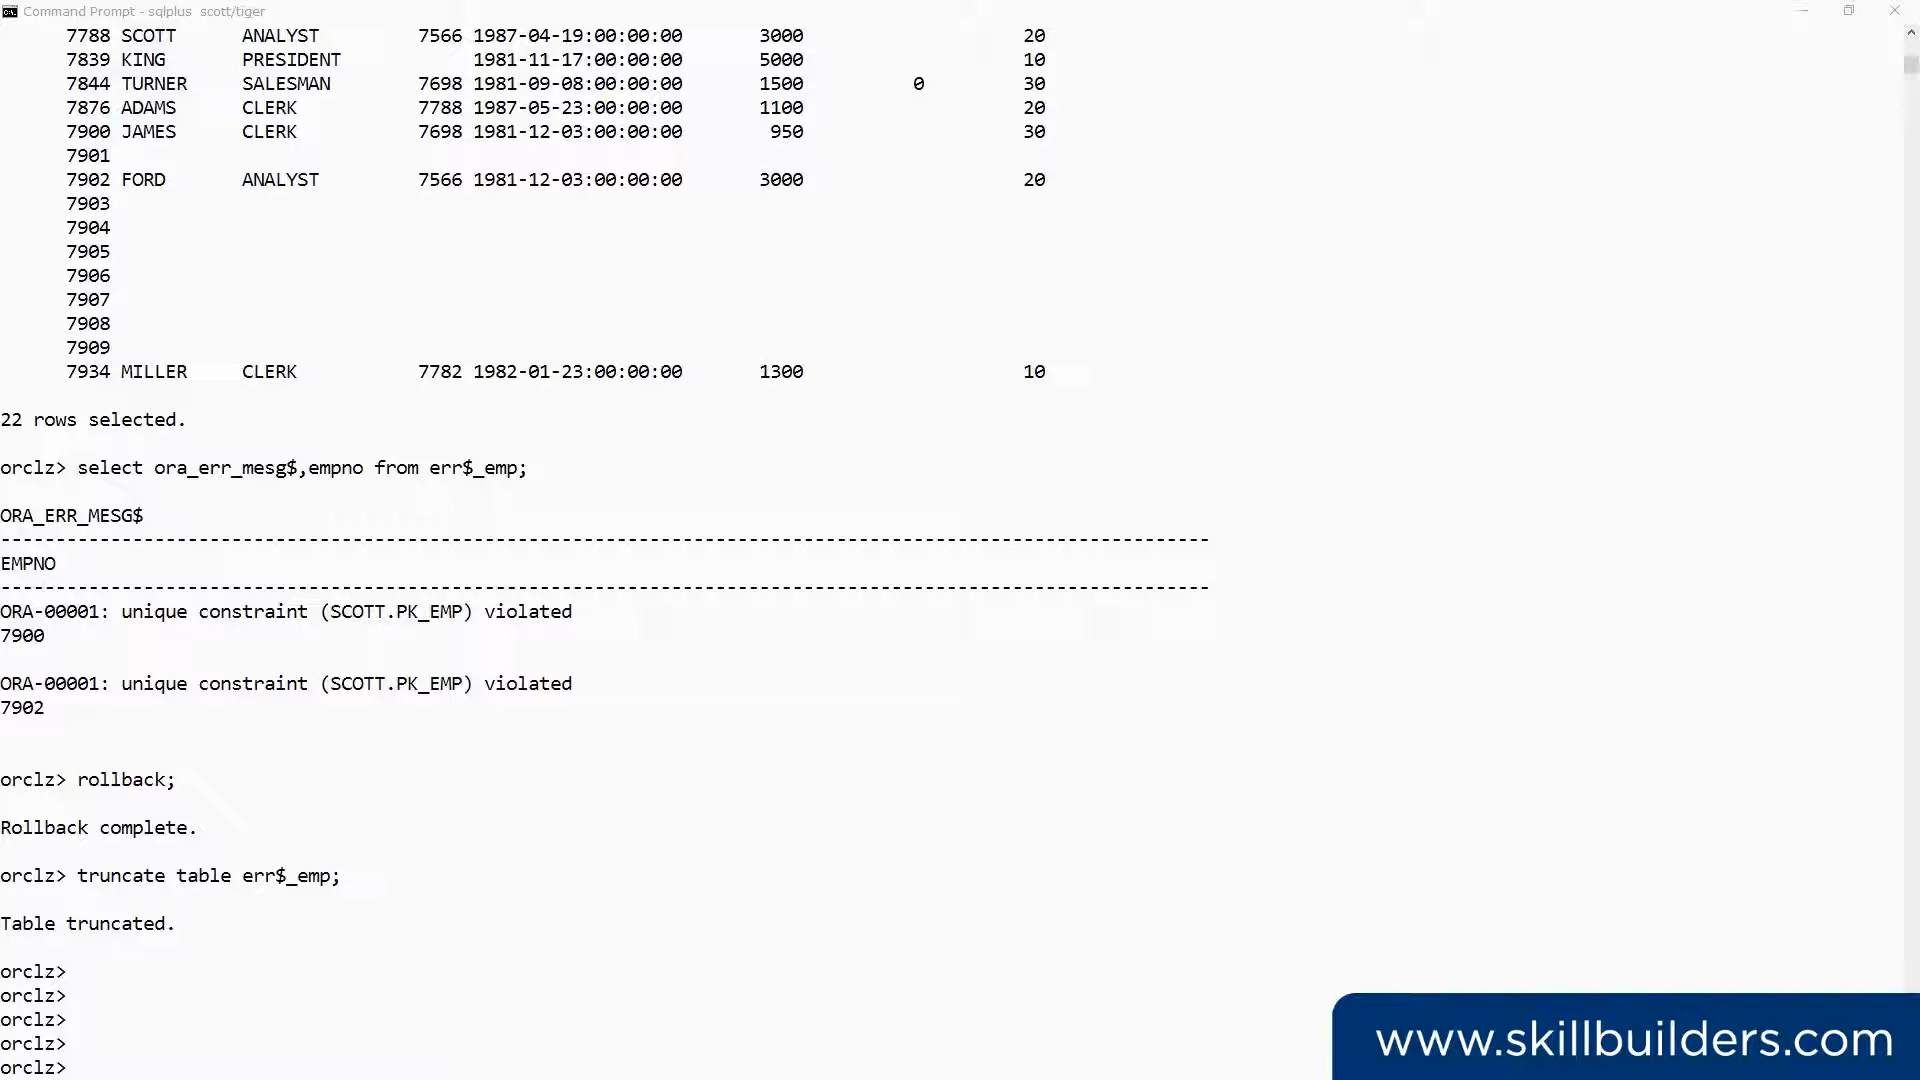 Command Prompt - sqlplus  scott/tiger
7788 SCOTT ANALYST 7566 1987-04-19:00:00:00 3000 20
7839 KING PRESIDENT 1981-11-17:00:00:00 5000 10
7844 TURNER SALESMAN 7698 1981-09-08:00:00:00 1500 0 30
7876 ADAMS CLERK 7788 1987-05-23:00:00:00 1100 20
7900 JAMES CLERK 7698 1981-12-03:00:00:00 950 30
7901
7902 FORD ANALYST 7566 1981-12-03:00:00:00 3000 20
7903
7904
7905
7906
7907
7908
7909
7934 MILLER CLERK 7782 1982-01-23:00:00:00 1300 10
22 rows selected.
orclz> select ora_err_mesg$,empno from err$_emp;
ORA_ERR_MESG$
--------------------------------------------------------------------------------------------------------------
EMPNO
--------------------------------------------------------------------------------------------------------------
ORA-00001: unique constraint (SCOTT.PK_EMP) violated
7900
ORA-00001: unique constraint (SCOTT.PK_EMP) violated
7902
orclz> rollback;
Rollback complete.
orclz> truncate table err$_emp;
Table truncated.
orclz>
orclz>
orclz>
orclz>
orclz>
www.skillbuilders.com